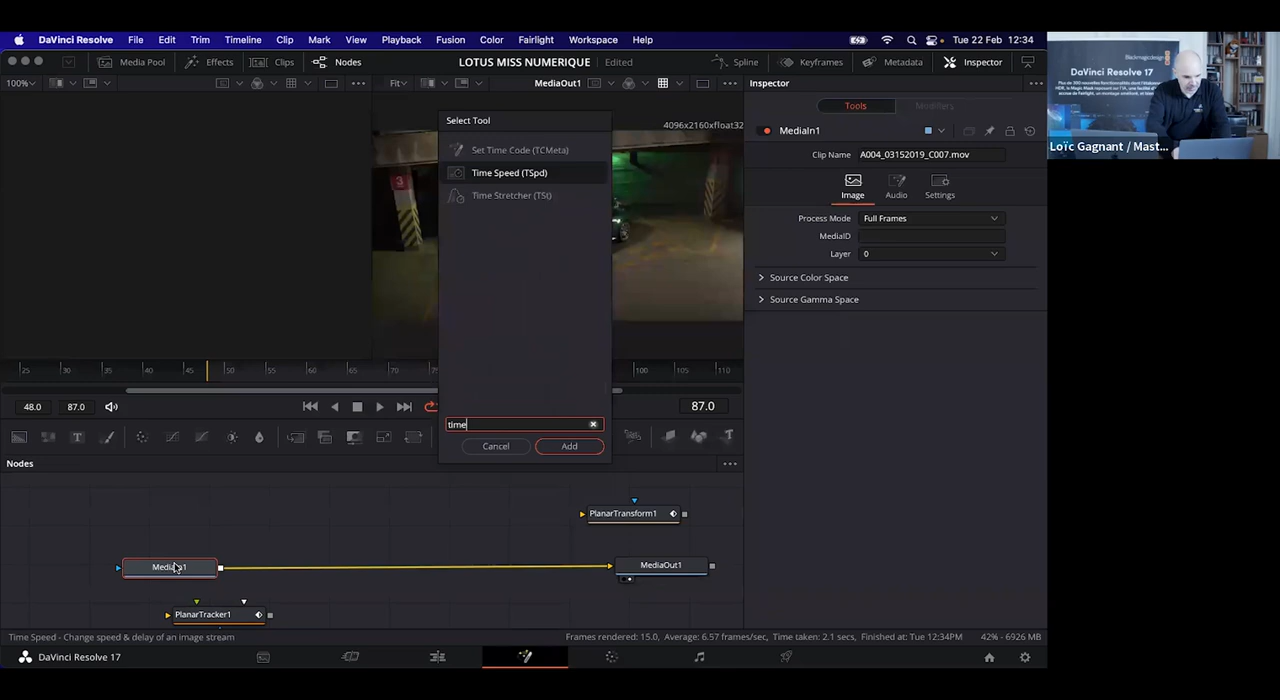 DaVinci Resolve File Edit Trim Timeline Clip Mark View Playback Fusion Color Fairlight Workspace Help Tue 22 Feb 12:34
Media Pool Effects Clips Nodes LOTUS MISS NUMERIQUE Edited Spline Keyframes Metadata Inspector
100% Fit MediaOut1 Inspector
Select Tool
4096x2160xfloat32
Set Time Code (TCMeta)
Time Speed (TSpd)
Time Stretcher (TSt)
Tools Modifiers
MediaIn1
Clip Name A004_03152019_C007.mov
Image Audio Settings
Process Mode Full Frames
MediaID
Layer 0
Source Color Space
Source Gamma Space
3
Blackmagicdesign
DaVinci Resolve 17
Loïc Gagnant / Mast...
25 30 35 40 45 50 55 60 65 70 75 100 105 110
48.0 87.0 87.0
time
Cancel Add
Nodes
PlanarTransform1
MediaOut1
PlanarTracker1
Time Speed - Change speed & delay of an image stream
Frames rendered: 15.0, Average: 6.57 frames/sec, Time taken: 2.1 secs, Finished at: Tue 12:34PM 42% - 6926 MB
DaVinci Resolve 17